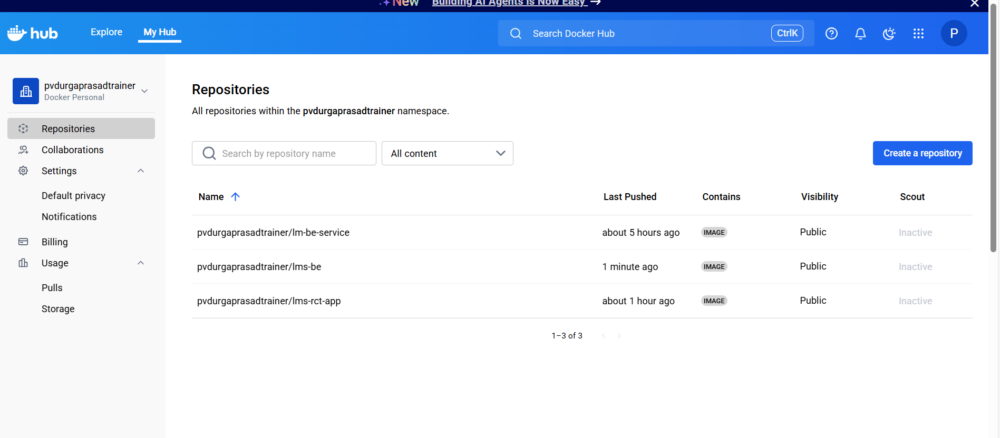 New Building AI Agents Is Now Easy →
hub Explore My Hub Search Docker Hub CtrlK P
pvdurgaprasadtrainer
Docker Personal
Repositories
Collaborations
Settings
Default privacy
Notifications
Billing
Usage
Pulls
Storage
Repositories
All repositories within the pvdurgaprasadtrainer namespace.
Search by repository name All content Create a repository
Name Last Pushed Contains Visibility Scout
pvdurgaprasadtrainer/lm-be-service about 5 hours ago IMAGE Public Inactive
pvdurgaprasadtrainer/lms-be 1 minute ago IMAGE Public Inactive
pvdurgaprasadtrainer/lms-rct-app about 1 hour ago IMAGE Public Inactive
1–3 of 3